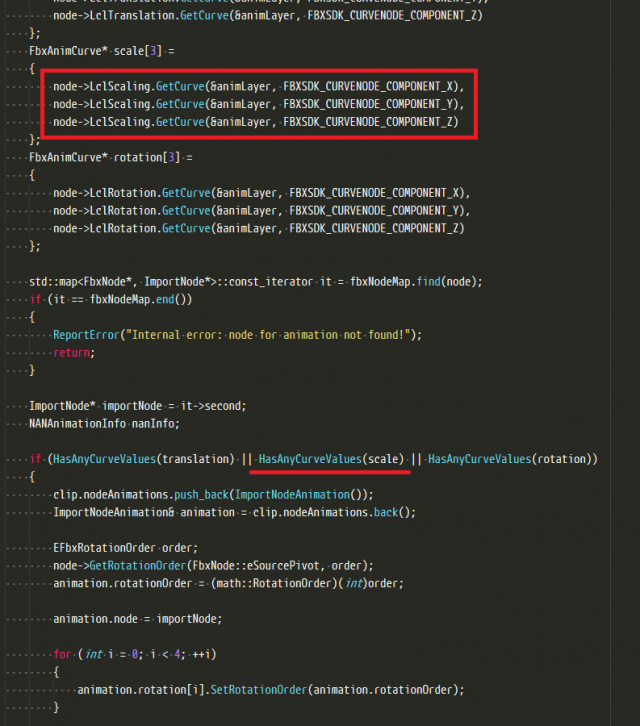 node->LclTranslation.GetCurve(&animLayer, FBXSDK_CURVENODE_COMPONENT_Y),
node->LclTranslation.GetCurve(&animLayer, FBXSDK_CURVENODE_COMPONENT_Z)
};
FbxAnimCurve* scale[3] =
{
node->LclScaling.GetCurve(&animLayer, FBXSDK_CURVENODE_COMPONENT_X),
node->LclScaling.GetCurve(&animLayer, FBXSDK_CURVENODE_COMPONENT_Y),
node->LclScaling.GetCurve(&animLayer, FBXSDK_CURVENODE_COMPONENT_Z)
};
FbxAnimCurve* rotation[3] =
{
node->LclRotation.GetCurve(&animLayer, FBXSDK_CURVENODE_COMPONENT_X),
node->LclRotation.GetCurve(&animLayer, FBXSDK_CURVENODE_COMPONENT_Y),
node->LclRotation.GetCurve(&animLayer, FBXSDK_CURVENODE_COMPONENT_Z)
};
std::map<FbxNode*, ImportNode*>::const_iterator it = fbxNodeMap.find(node);
if (it == fbxNodeMap.end())
{
ReportError("Internal error: node for animation not found!");
return;
}
ImportNode* importNode = it->second;
NANAnimationInfo nanInfo;
if (HasAnyCurveValues(translation) || HasAnyCurveValues(scale) || HasAnyCurveValues(rotation))
{
clip.nodeAnimations.push_back(ImportNodeAnimation());
ImportNodeAnimation& animation = clip.nodeAnimations.back();
EFbxRotationOrder order;
node->GetRotationOrder(FbxNode::eSourcePivot, order);
animation.rotationOrder = (math::RotationOrder)(int)order;
animation.node = importNode;
for (int i = 0; i < 4; ++i)
{
animation.rotation[i].SetRotationOrder(animation.rotationOrder);
}